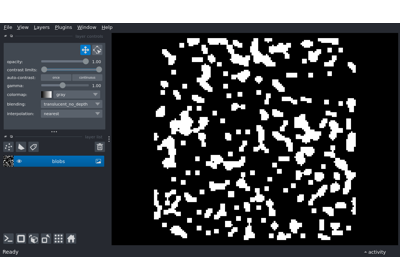 File View Layers Plugins Window Help
opacity: 1.00
contrast limits:
auto-contrast: once continuous
gamma: 1.00
colormap: gray
blending: translucent_no_depth
interpolation: nearest
blobs
Ready activity